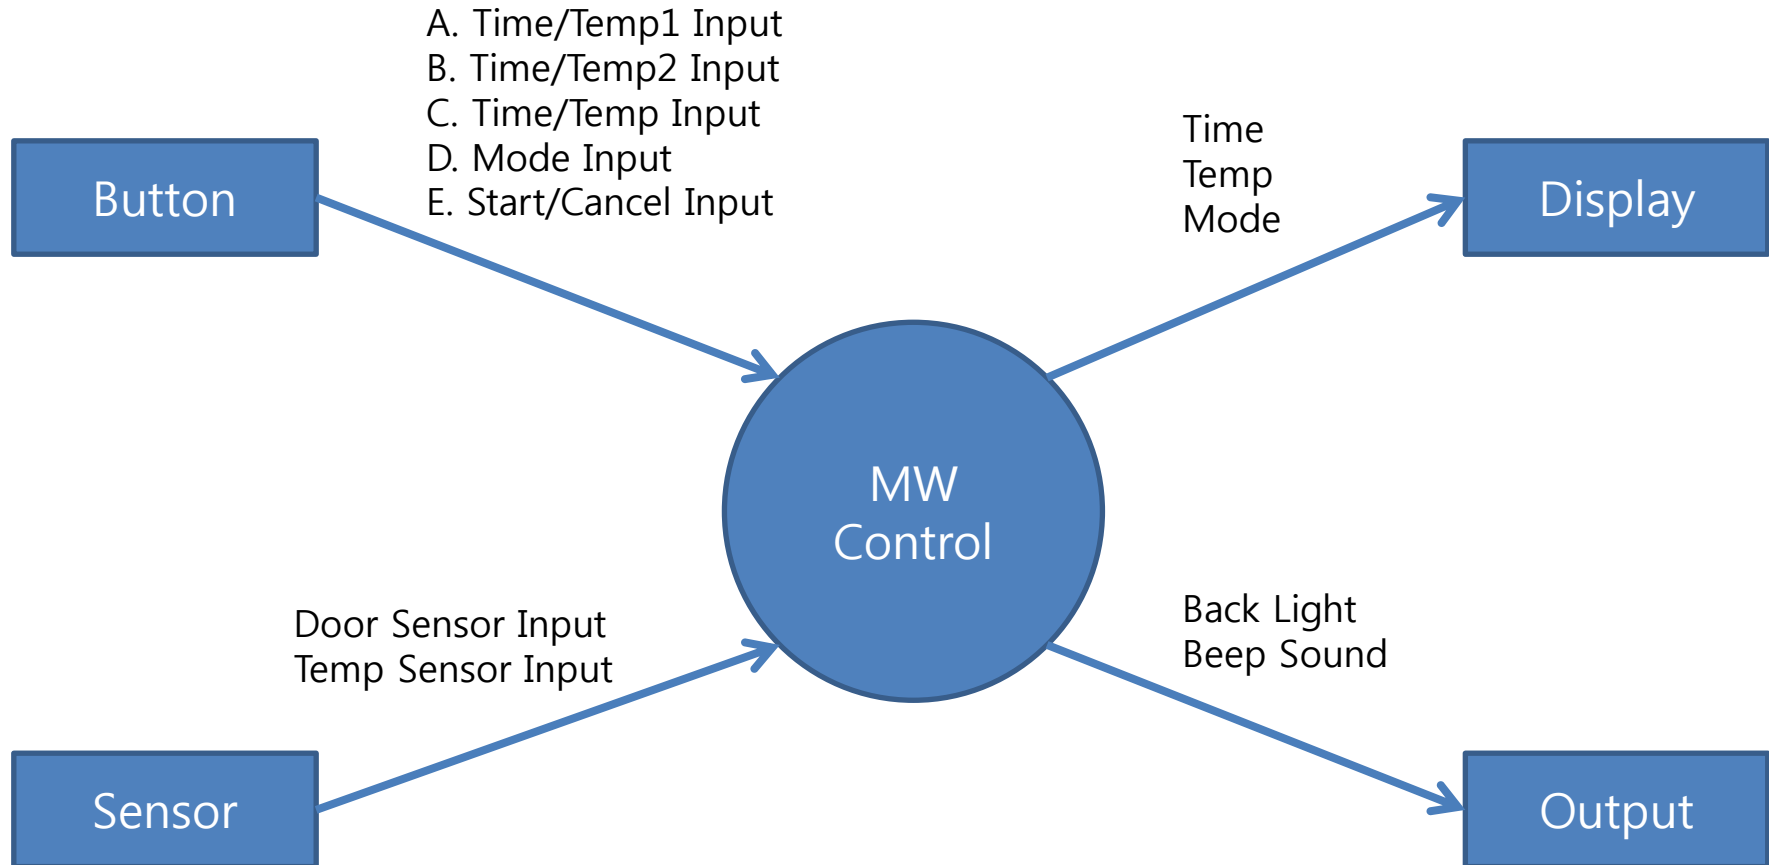 A. Time/Temp1 Input
B. Time/Temp2 Input
C. Time/Temp Input
D. Mode Input
E. Start/Cancel Input
Button
Time
Temp
Mode
Display
MW
Control
Door Sensor Input
Temp Sensor Input
Sensor
Back Light
Beep Sound
Output